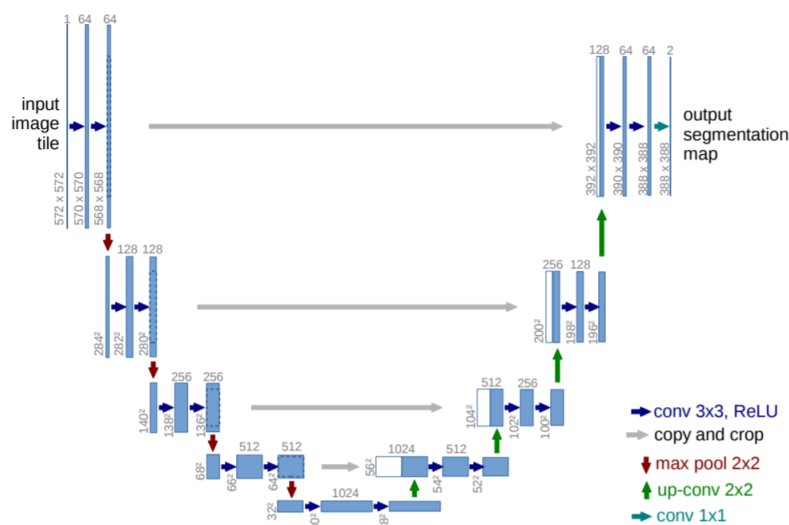 1 64 64
128 64 64 2
input
image
tile
output
segmentation
map
572 x 572
570 x 570
568 x 568
392 x 392
390 x 390
388 x 388
388 x 388
128 128
256 128
284²
282²
280²
200²
198²
196²
256 256
512 256
140²
138²
136²
104²
102²
100²
512 512
1024 512
68²
66²
64²
56²
54²
52²
1024
32²
0²
8²
conv 3x3, ReLU
copy and crop
max pool 2x2
up-conv 2x2
conv 1x1